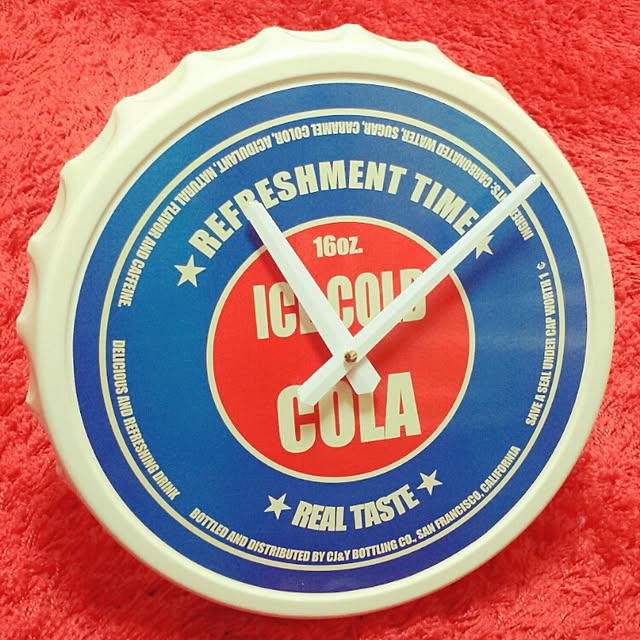 INGREDIENTS: CARBONATED WATER, SUGAR, CARAMEL COLOR, ACIDULANT, NATURAL FLAVOR AND CAFFEINE.
★ REFRESHMENT TIME ★
16oz.
ICE COLD
COLA
★ REAL TASTE ★
DELICIOUS AND REFRESHING DRINK
BOTTLED AND DISTRIBUTED BY CJ&Y BOTTLING CO., SAN FRANCISCO, CALIFORNIA
SAVE A SEAL UNDER CAP WORTH 1 ¢